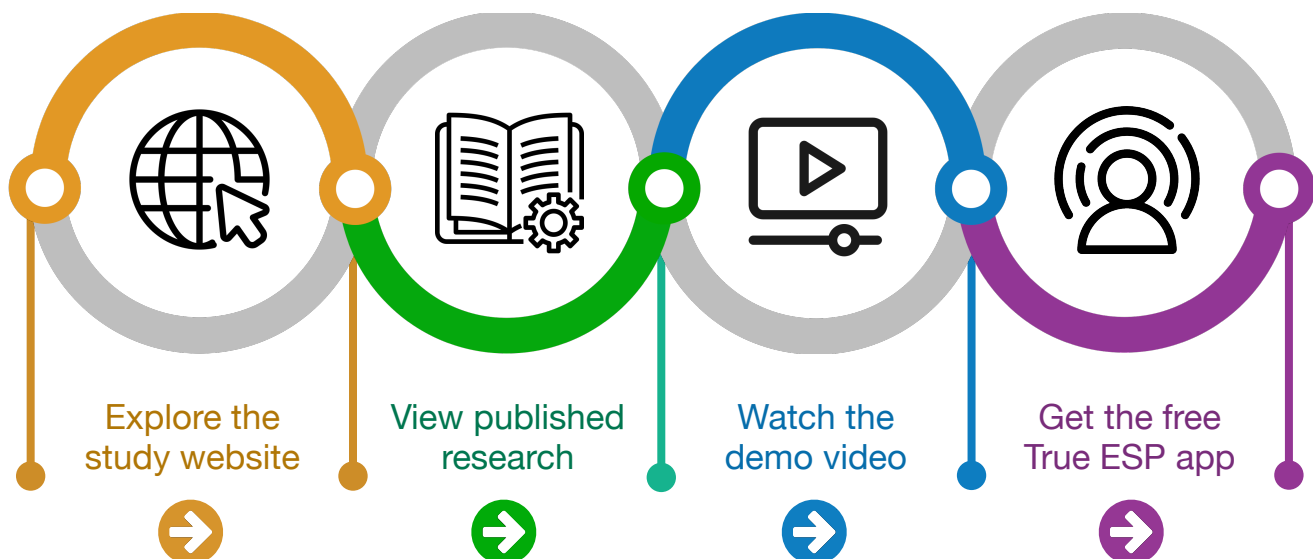 Explore the
study website
View published
research
Watch the
demo video
Get the free
True ESP app